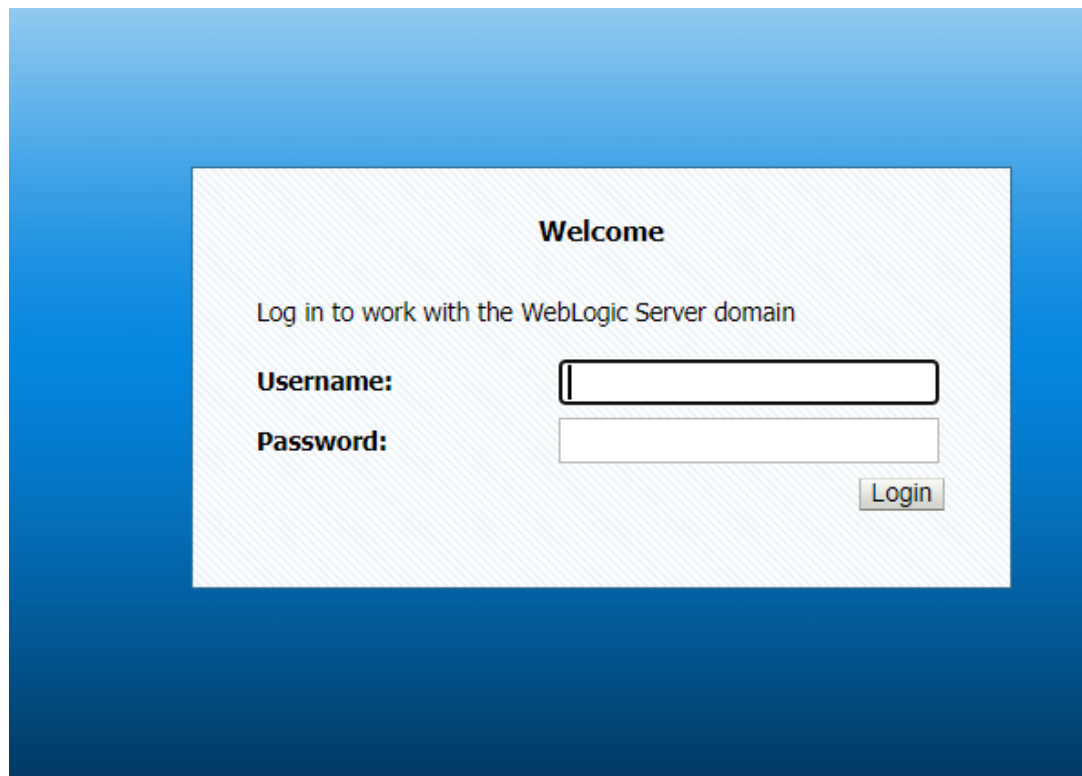 Welcome
Log in to work with the WebLogic Server domain
Username:
Password:
Login